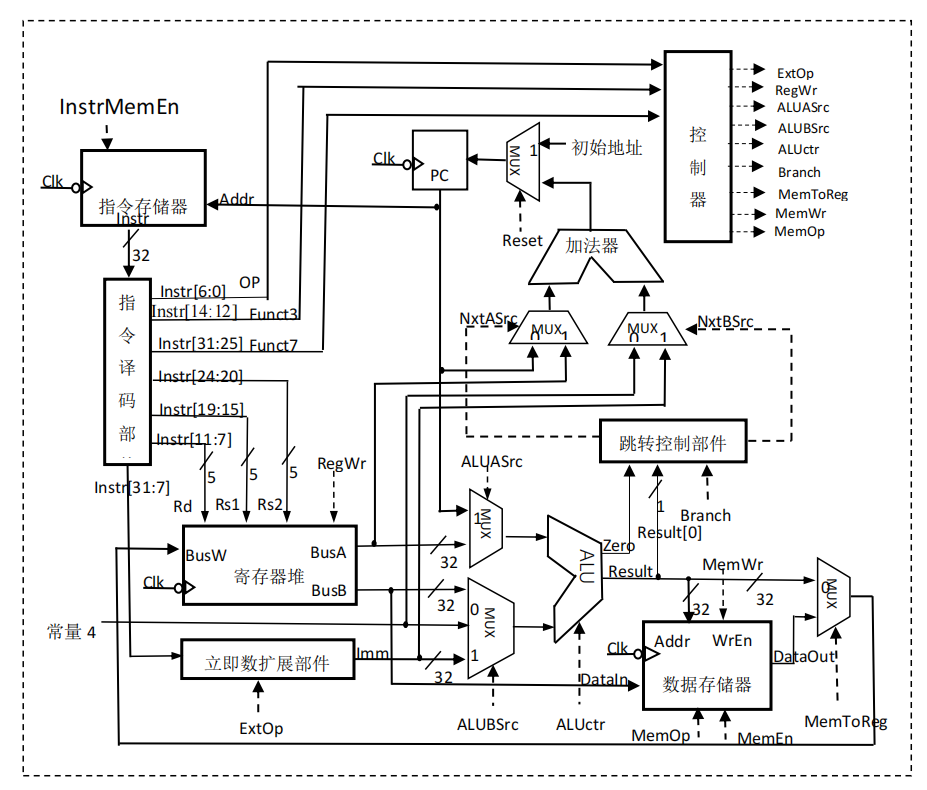 InstrMemEn
Clk
指令存储器
Instr
32
Addr
Clk
PC
MUX
1
初始地址
Reset
加法器
控
制
器
ExtOp
RegWr
ALUASrc
ALUBSrc
ALUctr
Branch
MemToReg
MemWr
MemOp
指
令
译
码
部
Instr[6:0]
OP
Instr[14:12]
Funct3
Instr[31:25]
Funct7
Instr[24:20]
Instr[19:15]
Instr[11:7]
Instr[31:7]
5
5
5
Rd
Rs1
Rs2
RegWr
NxtASrc
MUX
0
1
MUX
0
1
NxtBSrc
跳转控制部件
Branch
1
Result[0]
ALUASrc
1
MUX
BusW
BusA
寄存器堆
BusB
Clk
32
32
常量 4
0
MUX
1
立即数扩展部件
Imm
32
ExtOp
ALUBSrc
ALU
Zero
Result
ALUctr
MemWr
32
32
0
MUX
Clk
Addr
WrEn
数据存储器
DataIn
DataOut
MemOp
MemEn
MemToReg